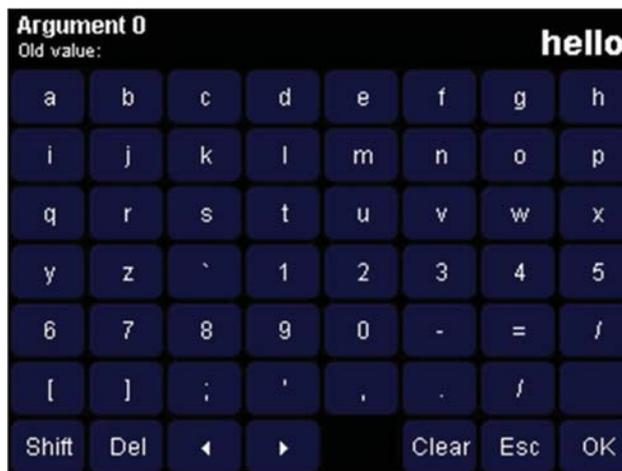 Argument 0
Old value:
hello
a b c d e f g h
i j k l m n o p
q r s t u v w x
y z ` 1 2 3 4 5
6 7 8 9 0 - = /
[ ] ; ' , . /
Shift Del ◄ ► Clear Esc OK